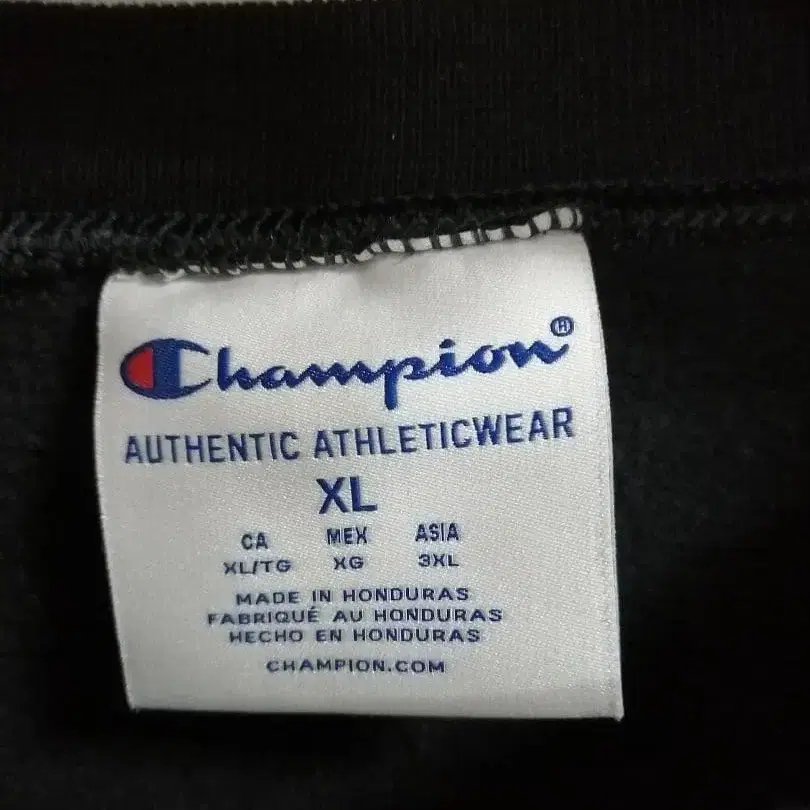 Champion®
AUTHENTIC ATHLETICWEAR
XL
CA MEX ASIA
XL/TG XG 3XL
MADE IN HONDURAS
FABRIQUÉ AU HONDURAS
HECHO EN HONDURAS
CHAMPION.COM